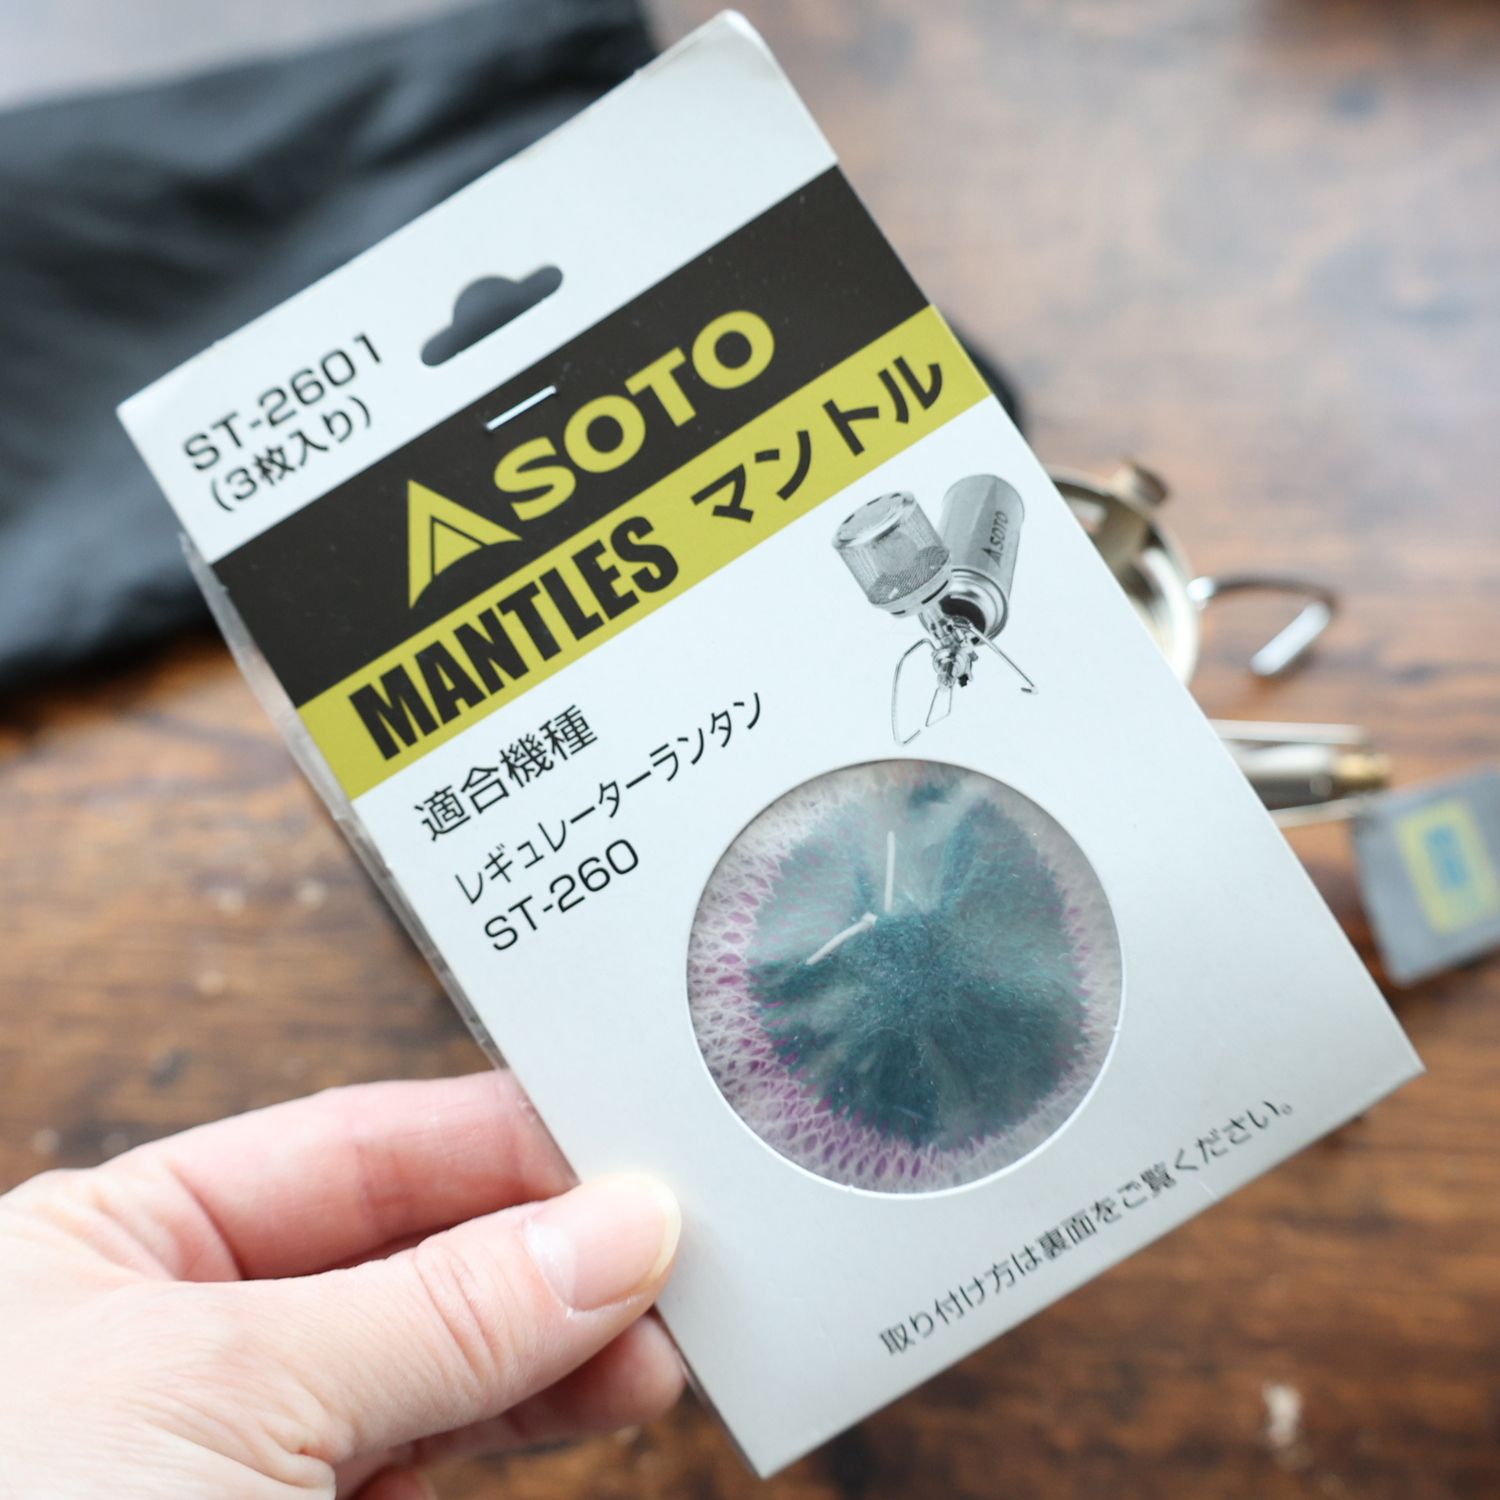 ST-2601
(3枚入り)
SOTO
MANTLES マントル
SOTO
適合機種
レギュレーターランタン
ST-260
取り付け方は裏面をご覧ください。